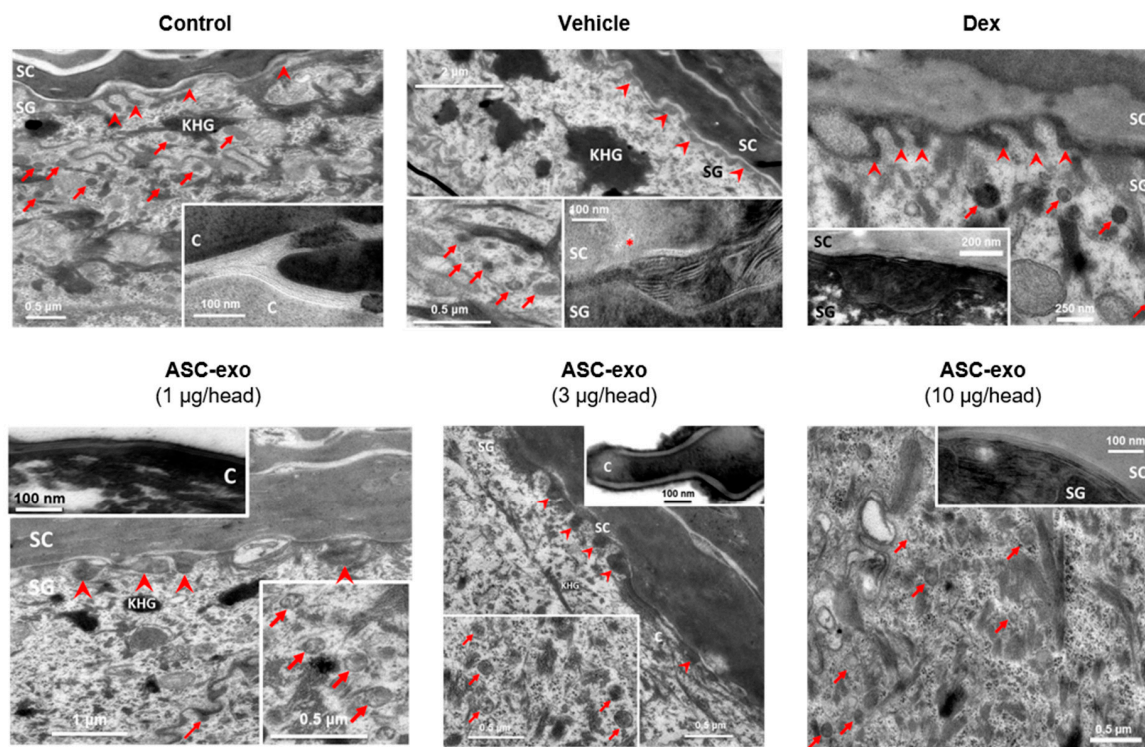 Control
Vehicle
Dex
SC
SG
KHG
C
C
100 nm
0.5 µm
2 µm
KHG
SC
SG
100 nm
SC
*
SG
0.5 µm
SC
SG
SC
200 nm
SG
250 nm
ASC-exo
(1 µg/head)
ASC-exo
(3 µg/head)
ASC-exo
(10 µg/head)
C
100 nm
SC
SG
KHG
1 µm
0.5 µm
SG
C
100 nm
SC
KHG
C
0.5 µm
0.5 µm
100 nm
SC
SG
0.5 µm